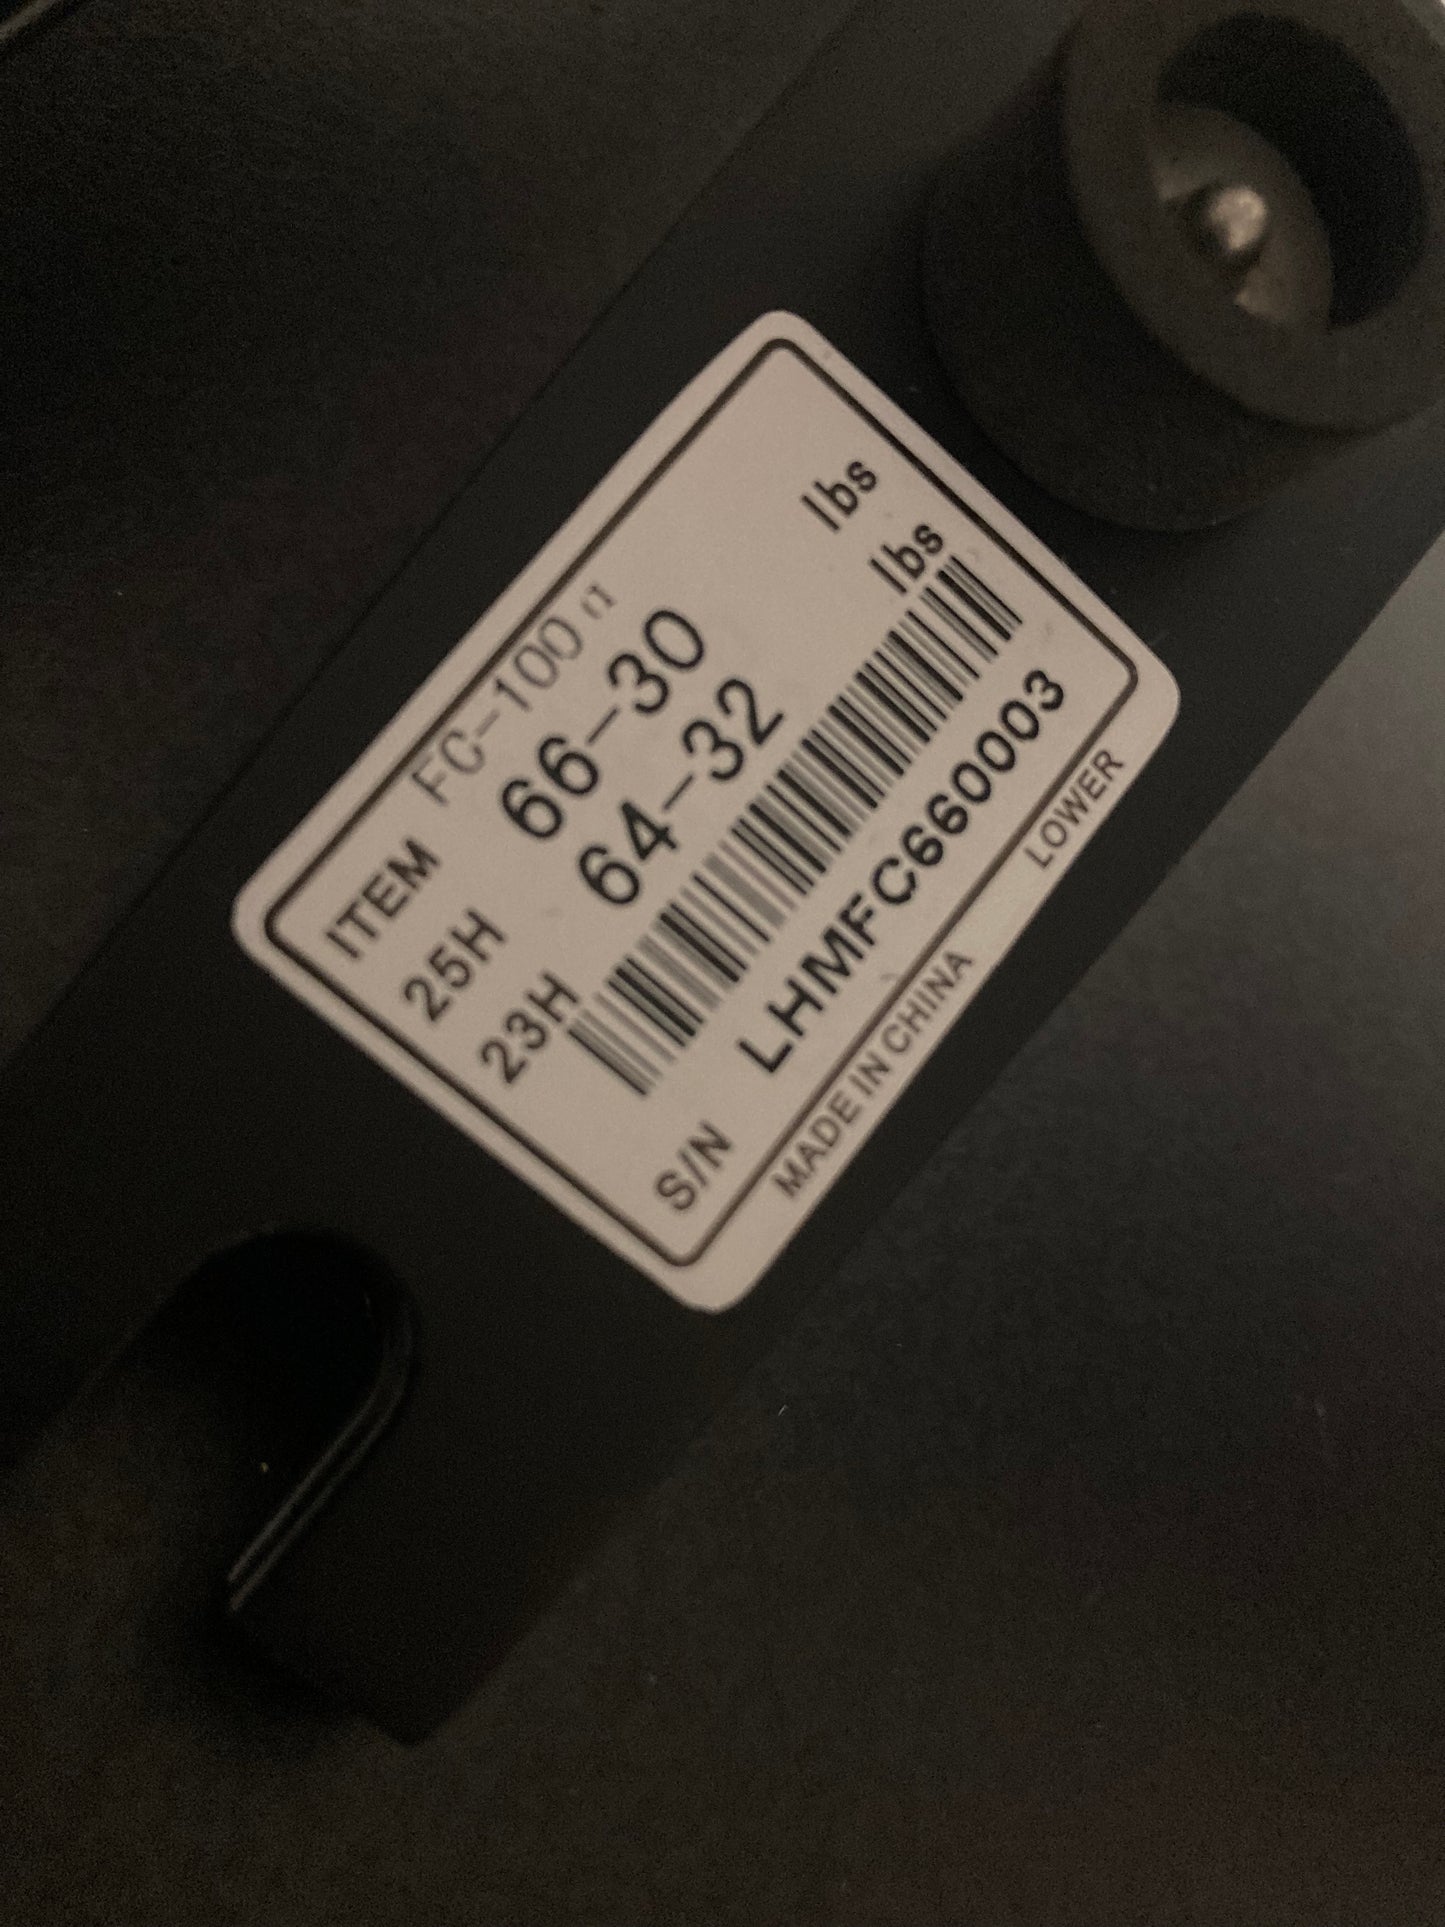 ITEM FC-100
25H 66-30 lbs
23H 64-32 lbs
S/N LHMFC660003
MADE IN CHINA LOWER